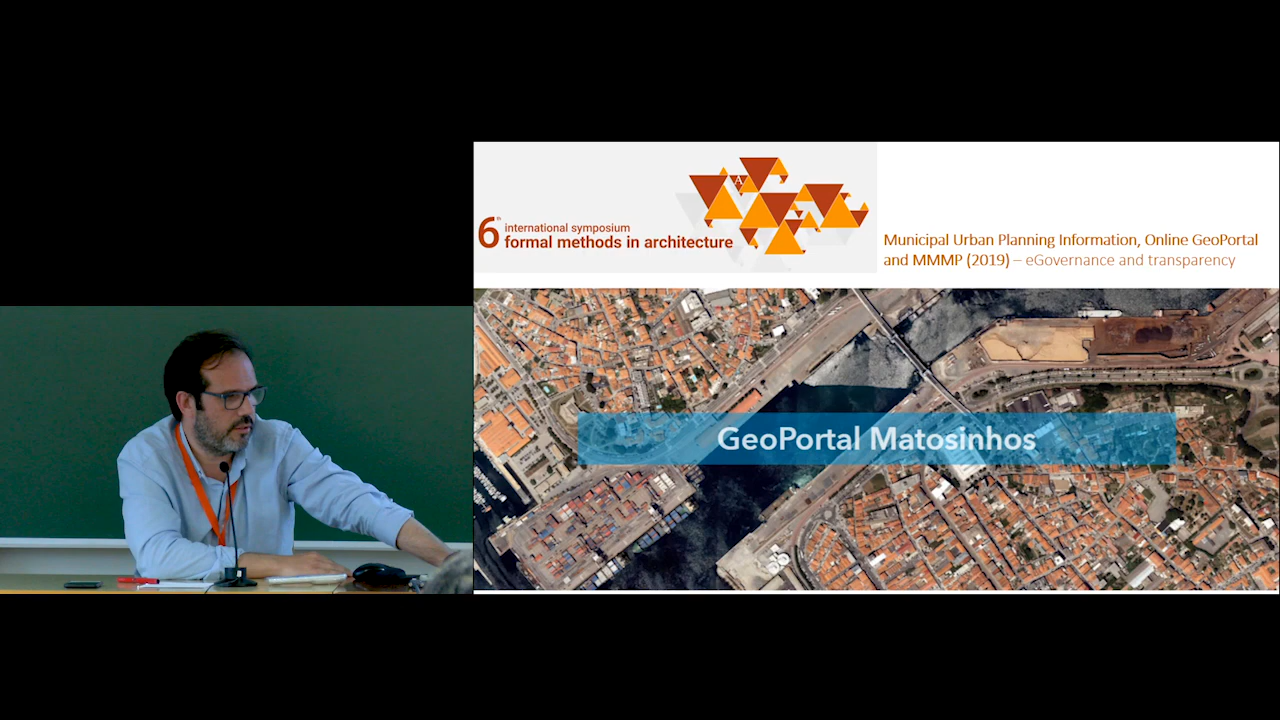 A
6th
international symposium
formal methods in architecture
Municipal Urban Planning Information, Online GeoPortal
and MMMP (2019) – eGovernance and transparency
GeoPortal Matosinhos